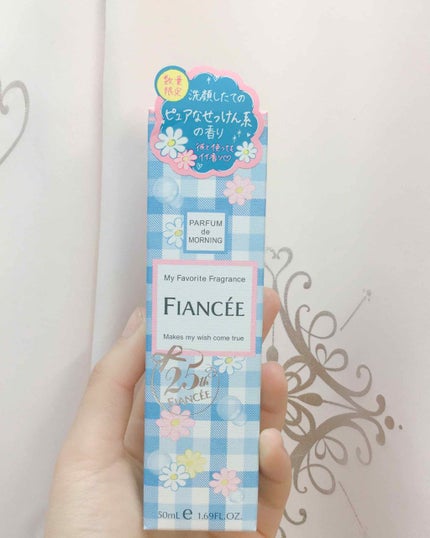 数量
限定
洗顔したての
ピュアなせっけん系
の香り
PARFUM
de
MORNING
My Favorite Fragrance
FIANCÉE
Makes my wish come true
25th
FIANCÉE
50mL e 1.69FL.OZ.